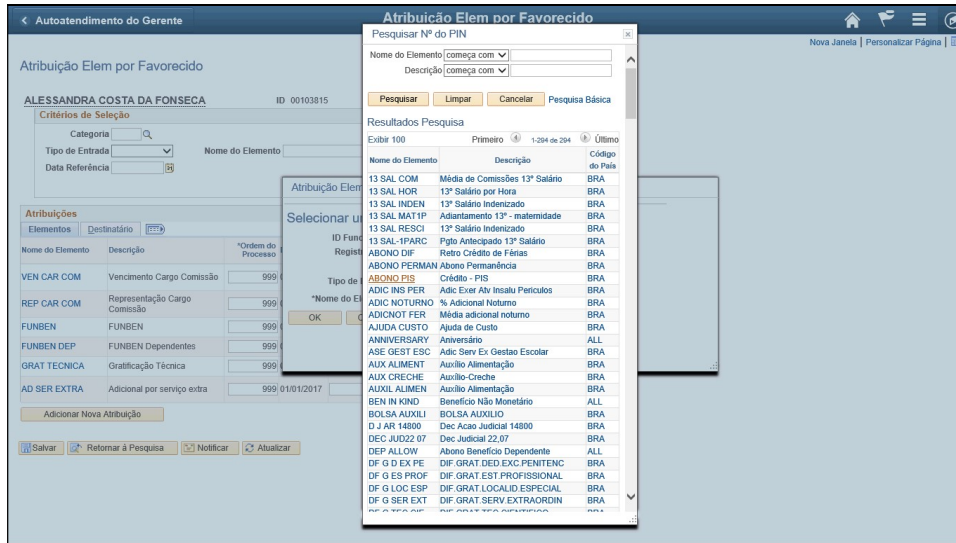 Autoatendimento do Gerente
Atribuição Elem por Favorecido
Nova Janela | Personalizar Página |
Atribuição Elem por Favorecido
ALESSANDRA COSTA DA FONSECA ID 00103815
Critérios de Seleção
Categoria
Tipo de Entrada Nome do Elemento
Data Referência
Atribuições
Elementos Destinatário
Nome do Elemento Descrição *Ordem do Processo
VEN CAR COM Vencimento Cargo Comissão 999
REP CAR COM Representação Cargo Comissão 999
FUNBEN FUNBEN 999
FUNBEN DEP FUNBEN Dependentes 999
GRAT TECNICA Gratificação Técnica 999
AD SER EXTRA Adicional por serviço extra 999 01/01/2017
Adicionar Nova Atribuição
Salvar Retornar à Pesquisa Notificar Atualizar
Atribuição Elem
Selecionar u
ID Func
Regist
Tipo de
*Nome do El
OK
Pesquisar Nº do PIN
Nome do Elemento começa com
Descrição começa com
Pesquisar Limpar Cancelar Pesquisa Básica
Resultados Pesquisa
Exibir 100 Primeiro 1-294 de 294 Último
Nome do Elemento Descrição Código do País
13 SAL COM Média de Comissões 13º Salário BRA
13 SAL HOR 13º Salário por Hora BRA
13 SAL INDEN 13º Salário Indenizado BRA
13 SAL MAT1P Adiantamento 13º - maternidade BRA
13 SAL RESCI 13º Salário Indenizado BRA
13 SAL-1PARC Pgto Antecipado 13º Salário BRA
ABONO DIF Retro Crédito de Férias BRA
ABONO PERMAN Abono Permanência BRA
ABONO PIS Crédito - PIS BRA
ADIC INS PER Adic Exer Atv Insalu Periculos BRA
ADIC NOTURNO % Adicional Noturno BRA
ADICNOT FER Média adicional noturno BRA
AJUDA CUSTO Ajuda de Custo BRA
ANNIVERSARY Aniversário ALL
ASE GEST ESC Adic Serv Ex Gestao Escolar BRA
AUX ALIMENT Auxílio Alimentação BRA
AUX CRECHE Auxílio-Creche BRA
AUXIL ALIMEN Auxílio Alimentação BRA
BEN IN KIND Benefício Não Monetário ALL
BOLSA AUXILI BOLSA AUXILIO BRA
D J AR 14800 Dec Acao Judicial 14800 BRA
DEC JUD22 07 Dec Judicial 22,07 BRA
DEP ALLOW Abono Benefício Dependente ALL
DF G D EX PE DIF.GRAT.DED.EXC.PENITENC BRA
DF G ES PROF DIF.GRAT.EST.PROFISSIONAL BRA
DF G LOC ESP DIF.GRAT.LOCALID.ESPECIAL BRA
DF G SER EXT DIF.GRAT.SERV.EXTRAORDIN BRA